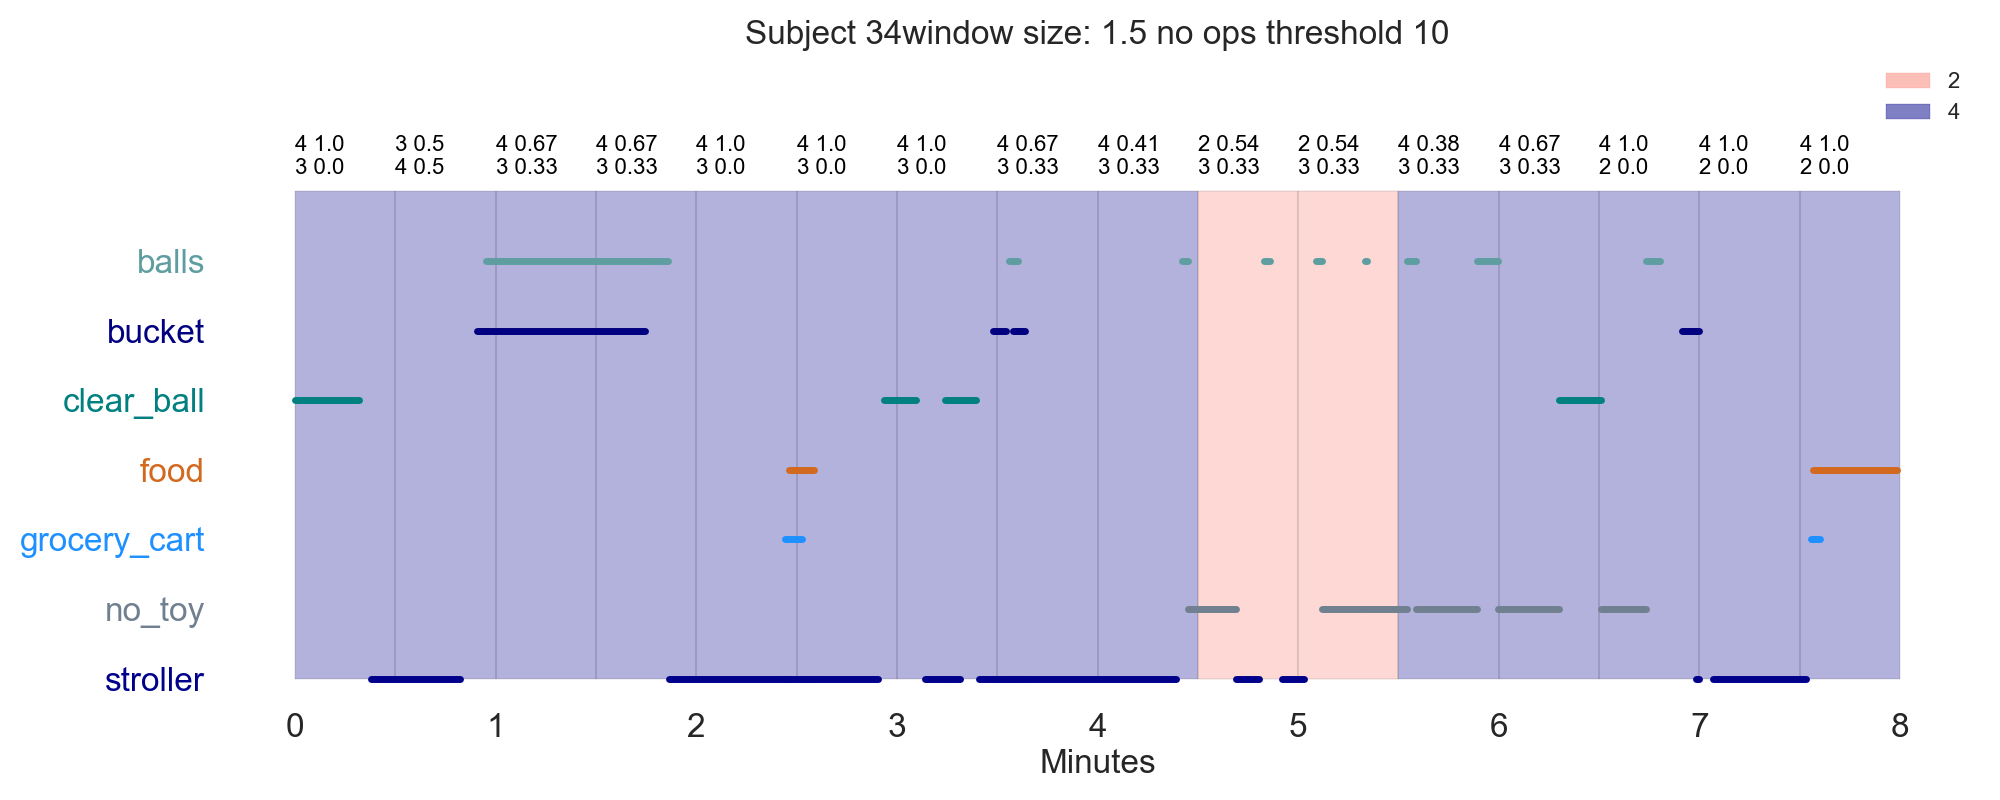 Subject 34window size: 1.5 no ops threshold 10
2
4
4 1.0 3 0.5 4 0.67 4 0.67 4 1.0 4 1.0 4 1.0 4 0.67 4 0.41 2 0.54 2 0.54 4 0.38 4 0.67 4 1.0 4 1.0 4 1.0
3 0.0 4 0.5 3 0.33 3 0.33 3 0.0 3 0.0 3 0.0 3 0.33 3 0.33 3 0.33 3 0.33 3 0.33 3 0.33 2 0.0 2 0.0 2 0.0
balls
bucket
clear_ball
food
grocery_cart
no_toy
stroller
0 1 2 3 4 5 6 7 8
Minutes